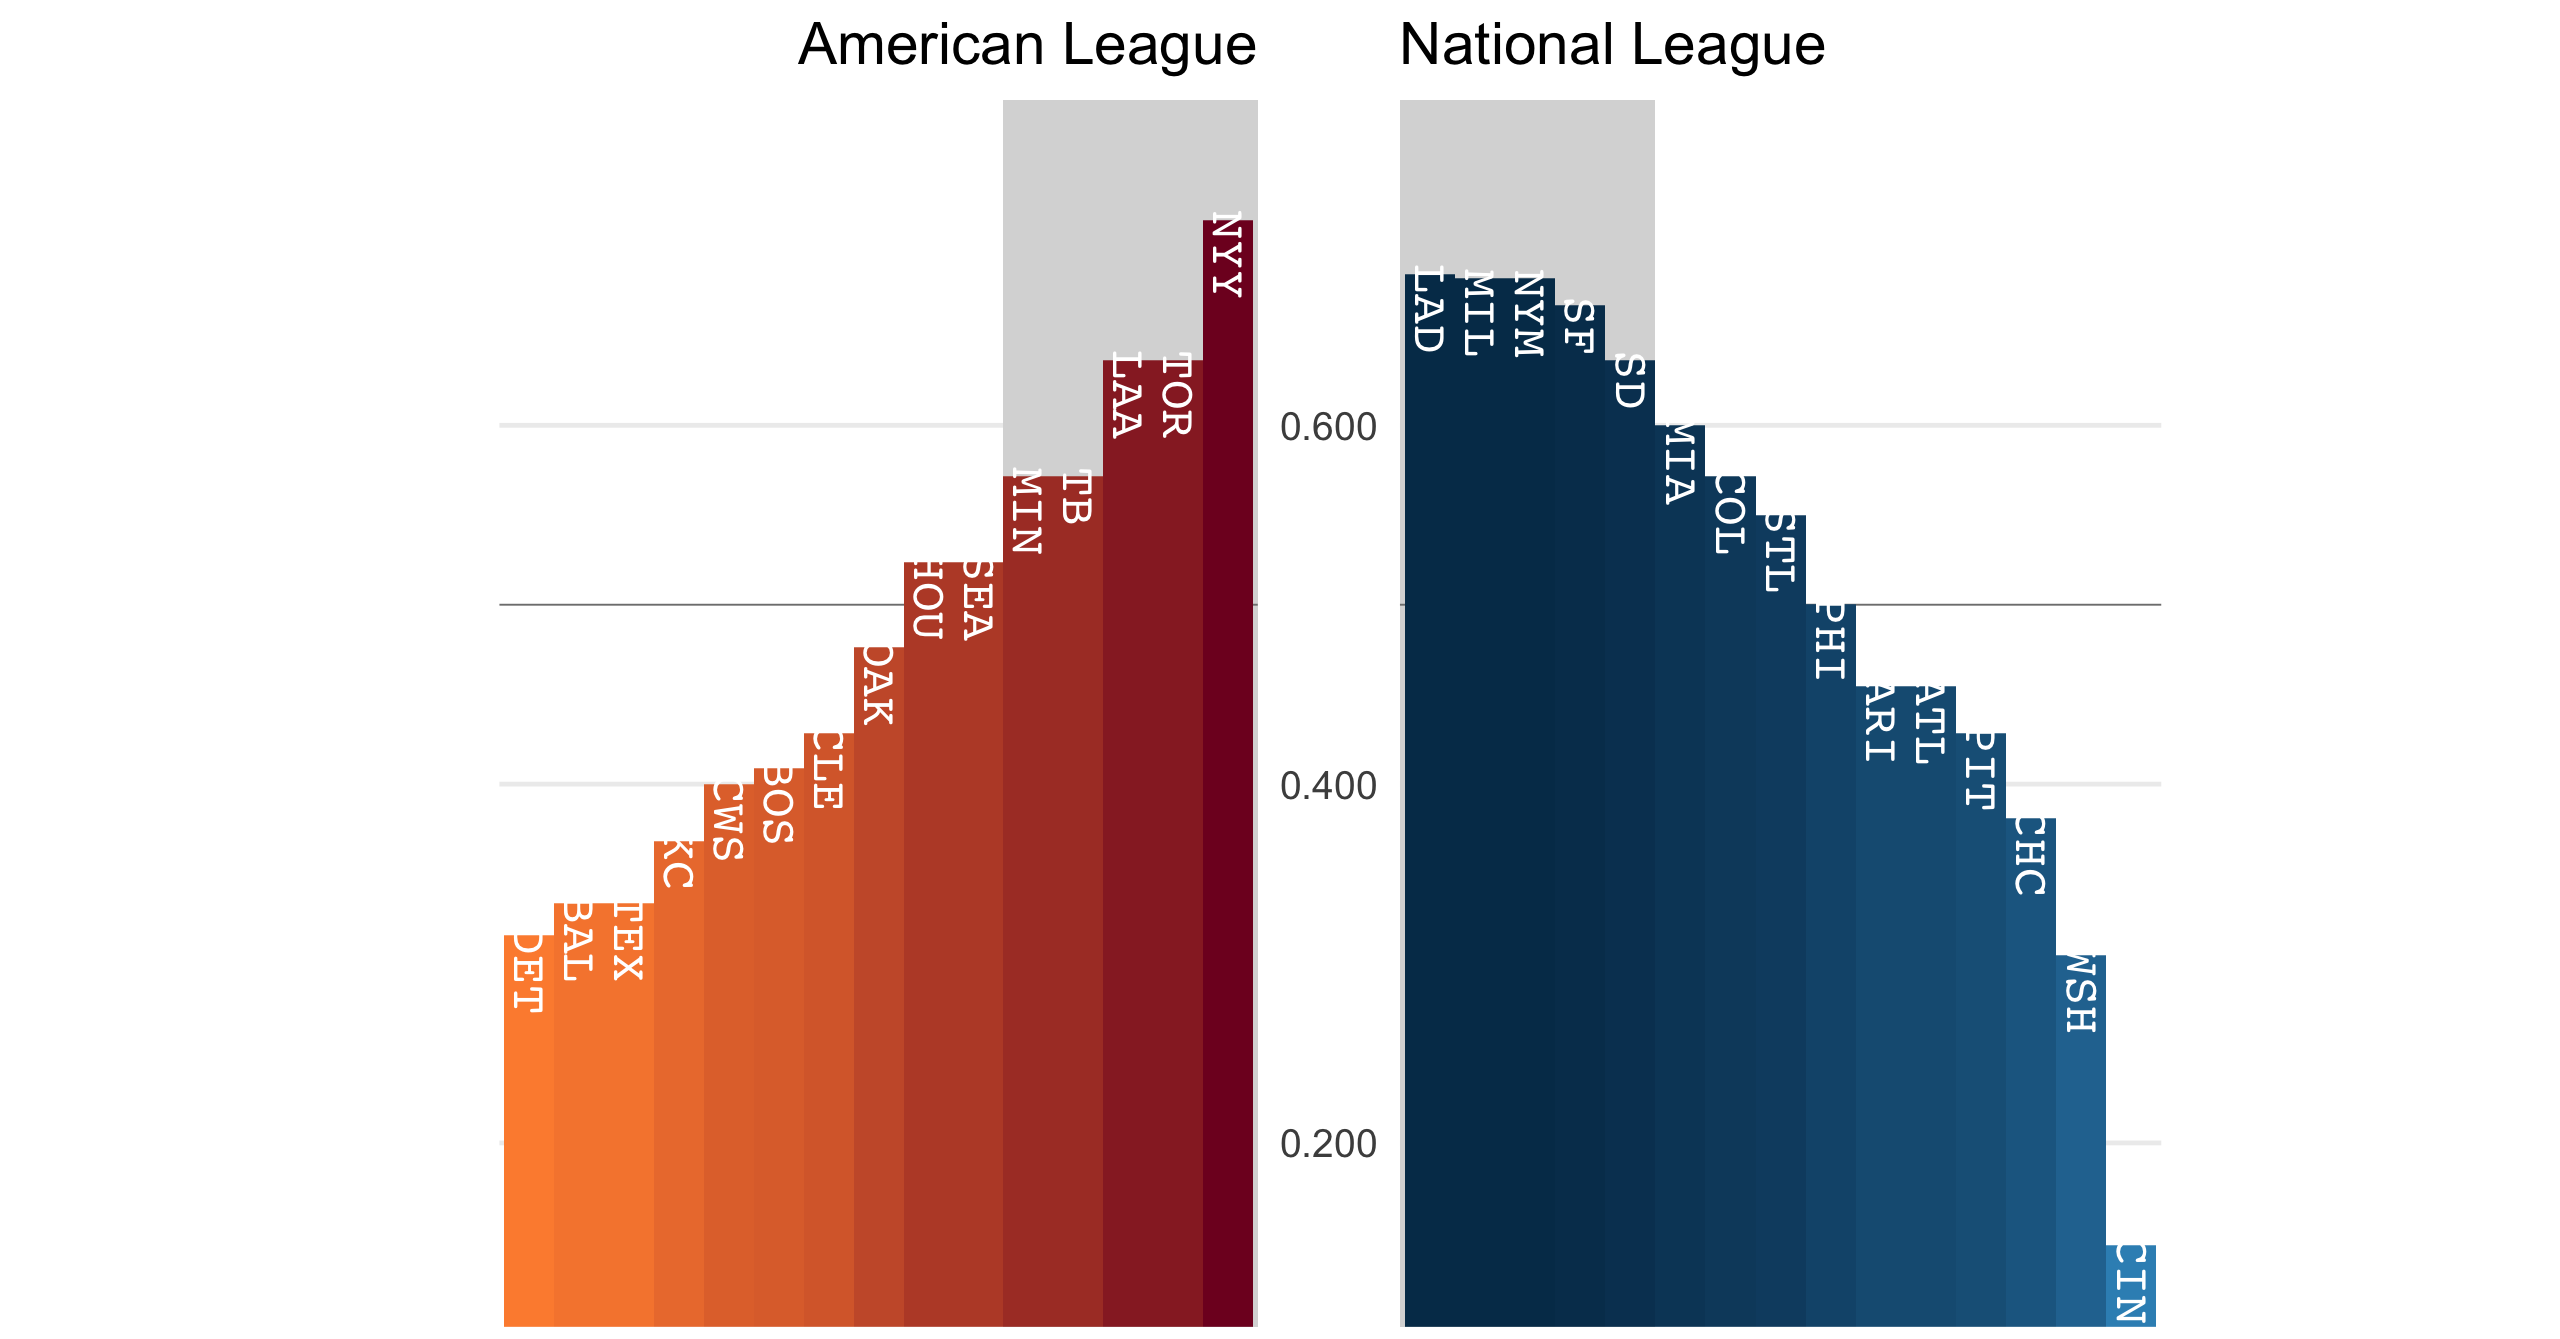 American League
National League
DET
BAL
TEX
KC
CWS
BOS
CLE
OAK
HOU
SEA
MIN
TB
LAA
TOR
NYY
0.600
0.400
0.200
LAD
MIL
NYM
SF
SD
MIA
COL
STL
PHI
ARI
ATL
PIT
CHC
WSH
CIN